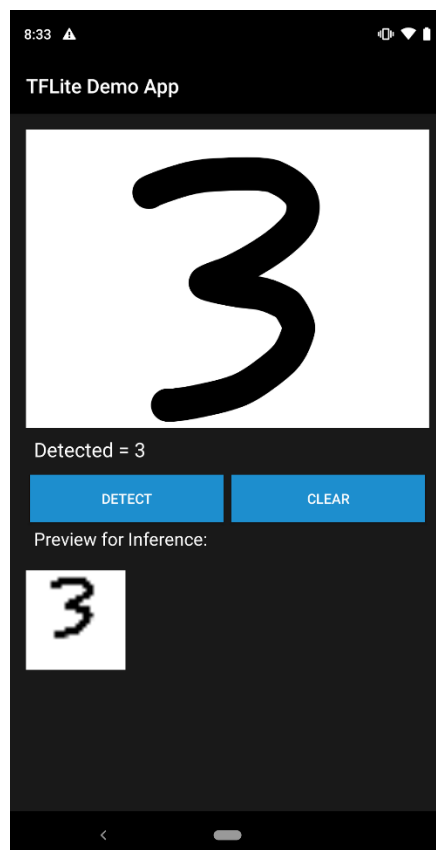 8:33
TFLite Demo App
3
Detected = 3
DETECT CLEAR
Preview for Inference:
3